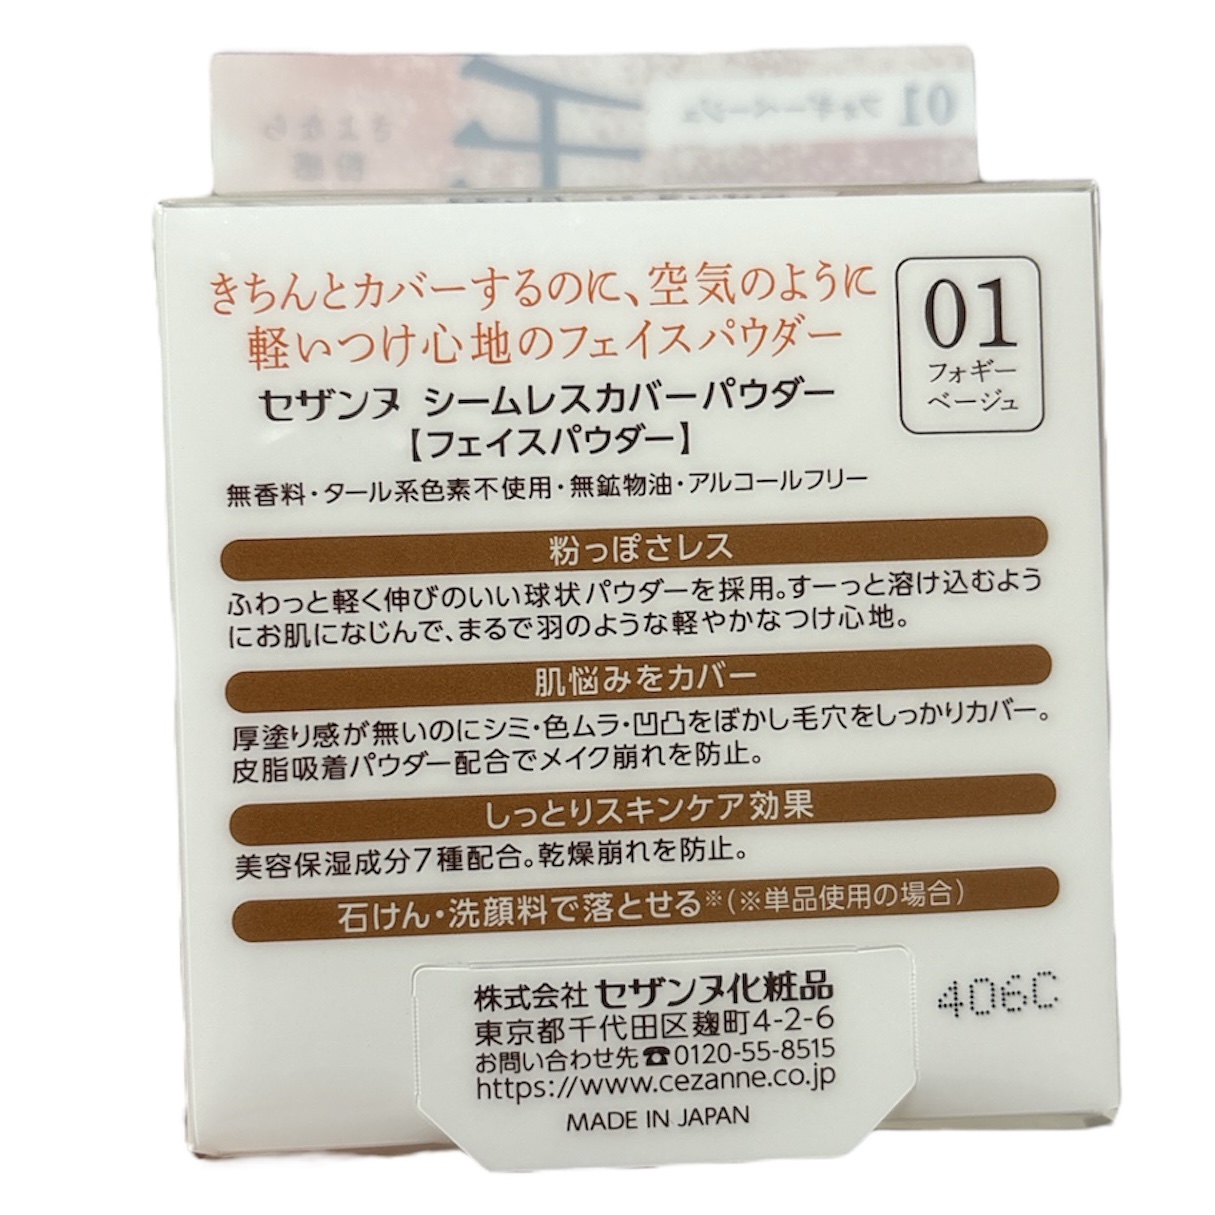 01 フォギーベージュ
さよなら
粉感
きちんとカバーするのに、空気のように
軽いつけ心地のフェイスパウダー
セザンヌ シームレスカバーパウダー
【フェイスパウダー】
01
フォギー
ベージュ
無香料・タール系色素不使用・無鉱物油・アルコールフリー
粉っぽさレス
ふわっと軽く伸びのいい球状パウダーを採用。すーっと溶け込むよう
にお肌になじんで、まるで羽のような軽やかなつけ心地。
肌悩みをカバー
厚塗り感が無いのにシミ・色ムラ・凹凸をぼかし毛穴をしっかりカバー。
皮脂吸着パウダー配合でメイク崩れを防止。
しっとりスキンケア効果
美容保湿成分7種配合。乾燥崩れを防止。
石けん・洗顔料で落とせる※(※単品使用の場合)
株式会社 セザンヌ化粧品
東京都千代田区麹町4-2-6
お問い合わせ先☎0120-55-8515
https://www.cezanne.co.jp
MADE IN JAPAN
406C